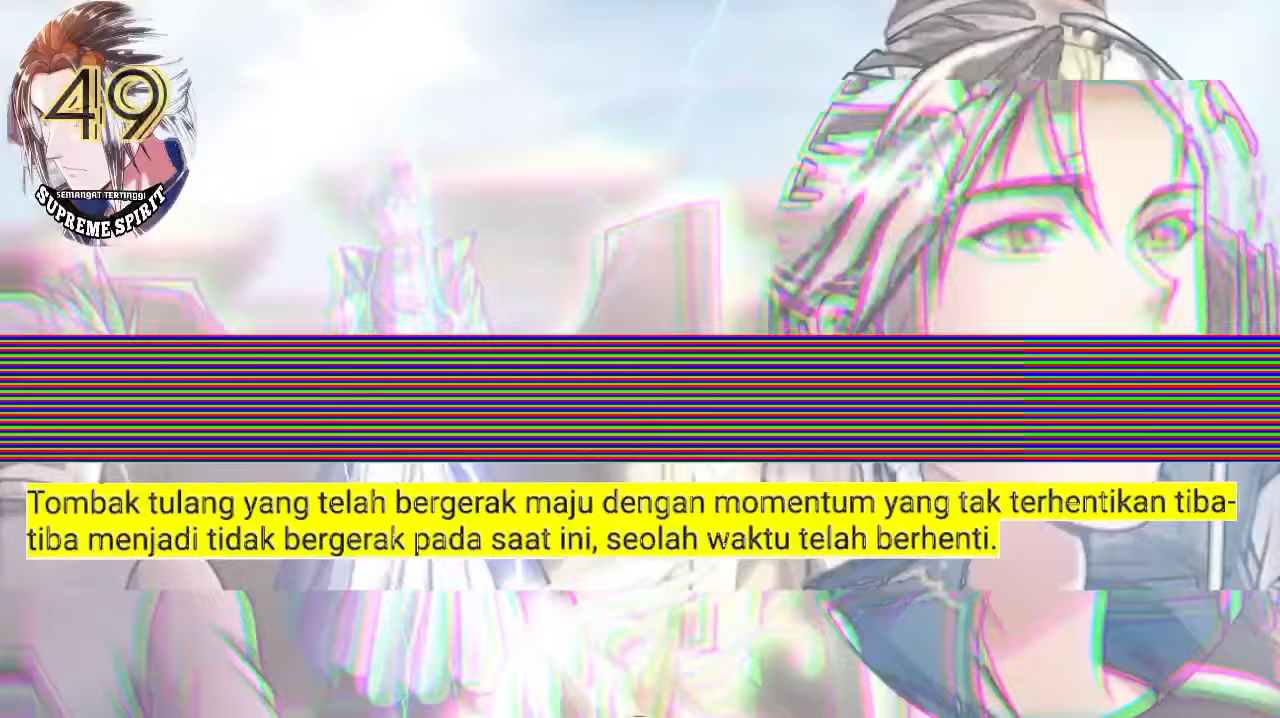 49
SEMANGAT TERTINGGI
SUPREME SPIRIT
Tombak tulang yang telah bergerak maju dengan momentum yang tak terhentikan tiba-
tiba menjadi tidak bergerak pada saat ini, seolah waktu telah berhenti.